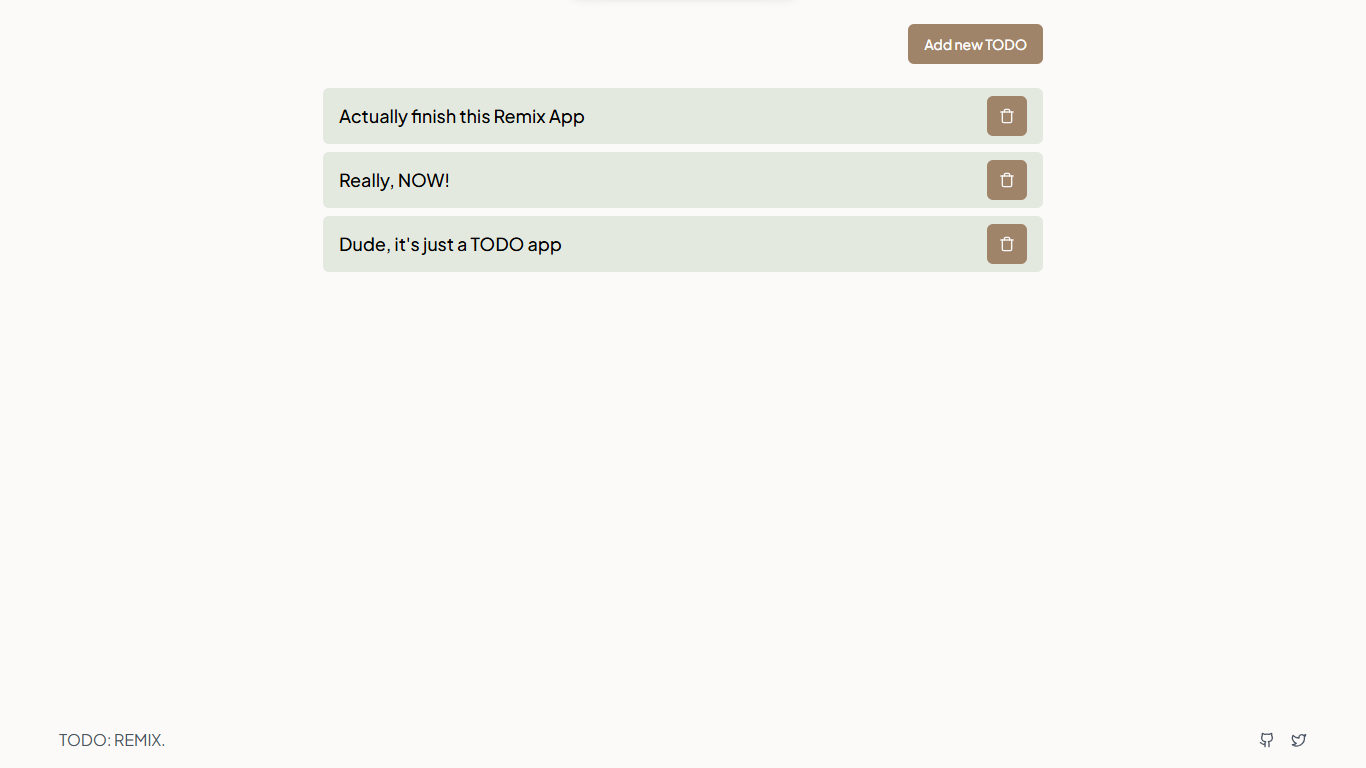 Add new TODO
Actually finish this Remix App
Really, NOW!
Dude, it's just a TODO app
TODO: REMIX.